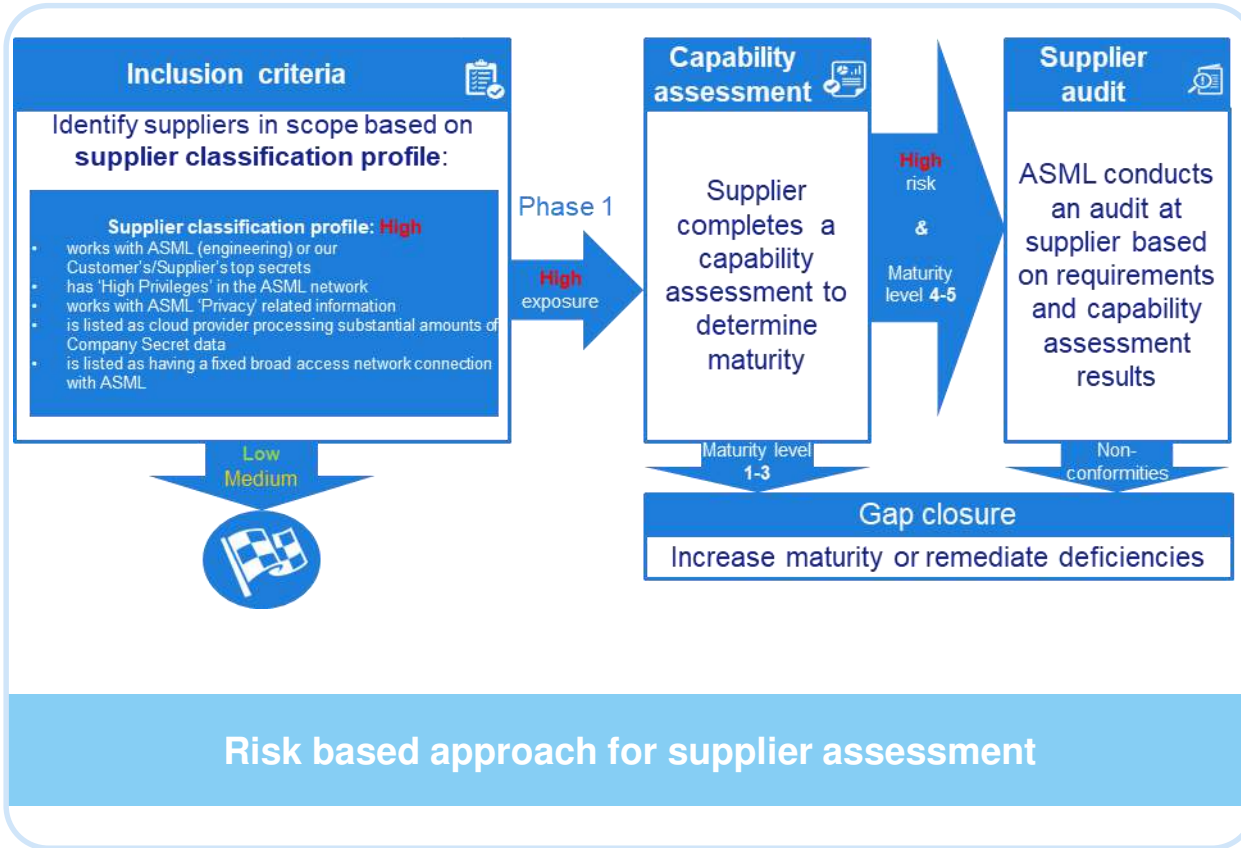 Inclusion criteria
Identify suppliers in scope based on
supplier classification profile:
Supplier classification profile: High
• works with ASML (engineering) or our
Customer's/Supplier's top secrets
• has 'High Privileges' in the ASML network
• works with ASML 'Privacy' related information
• is listed as cloud provider processing substantial amounts of
Company Secret data
• is listed as having a fixed broad access network connection
with ASML
Low
Medium
Phase 1
High
exposure
Capability
assessment
Supplier
completes a
capability
assessment to
determine
maturity
High
risk
&
Maturity
level 4-5
Supplier
audit
ASML conducts
an audit at
supplier based
on requirements
and capability
assessment
results
Maturity level
1-3
Non-
conformities
Gap closure
Increase maturity or remediate deficiencies
Risk based approach for supplier assessment